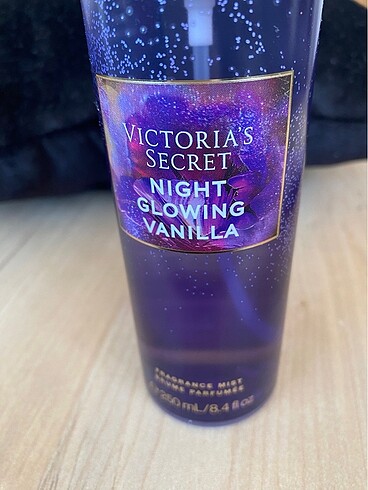 VICTORIA'S
SECRET
NIGHT
GLOWING
VANILLA
FRAGRANCE MIST
BRUME PARFUMÉE
250 mL/8.4 fl oz